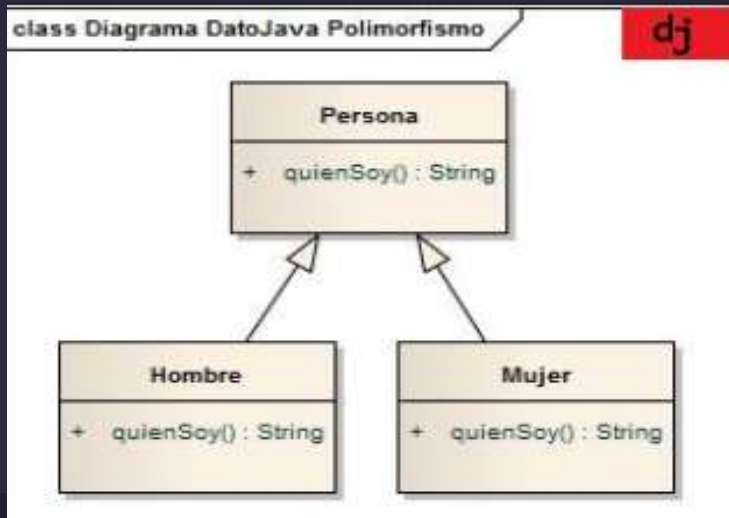 class Diagrama DatoJava Polimorfismo
dj
Persona
+ quienSoy() : String
Hombre
+ quienSoy() : String
Mujer
+ quienSoy() : String